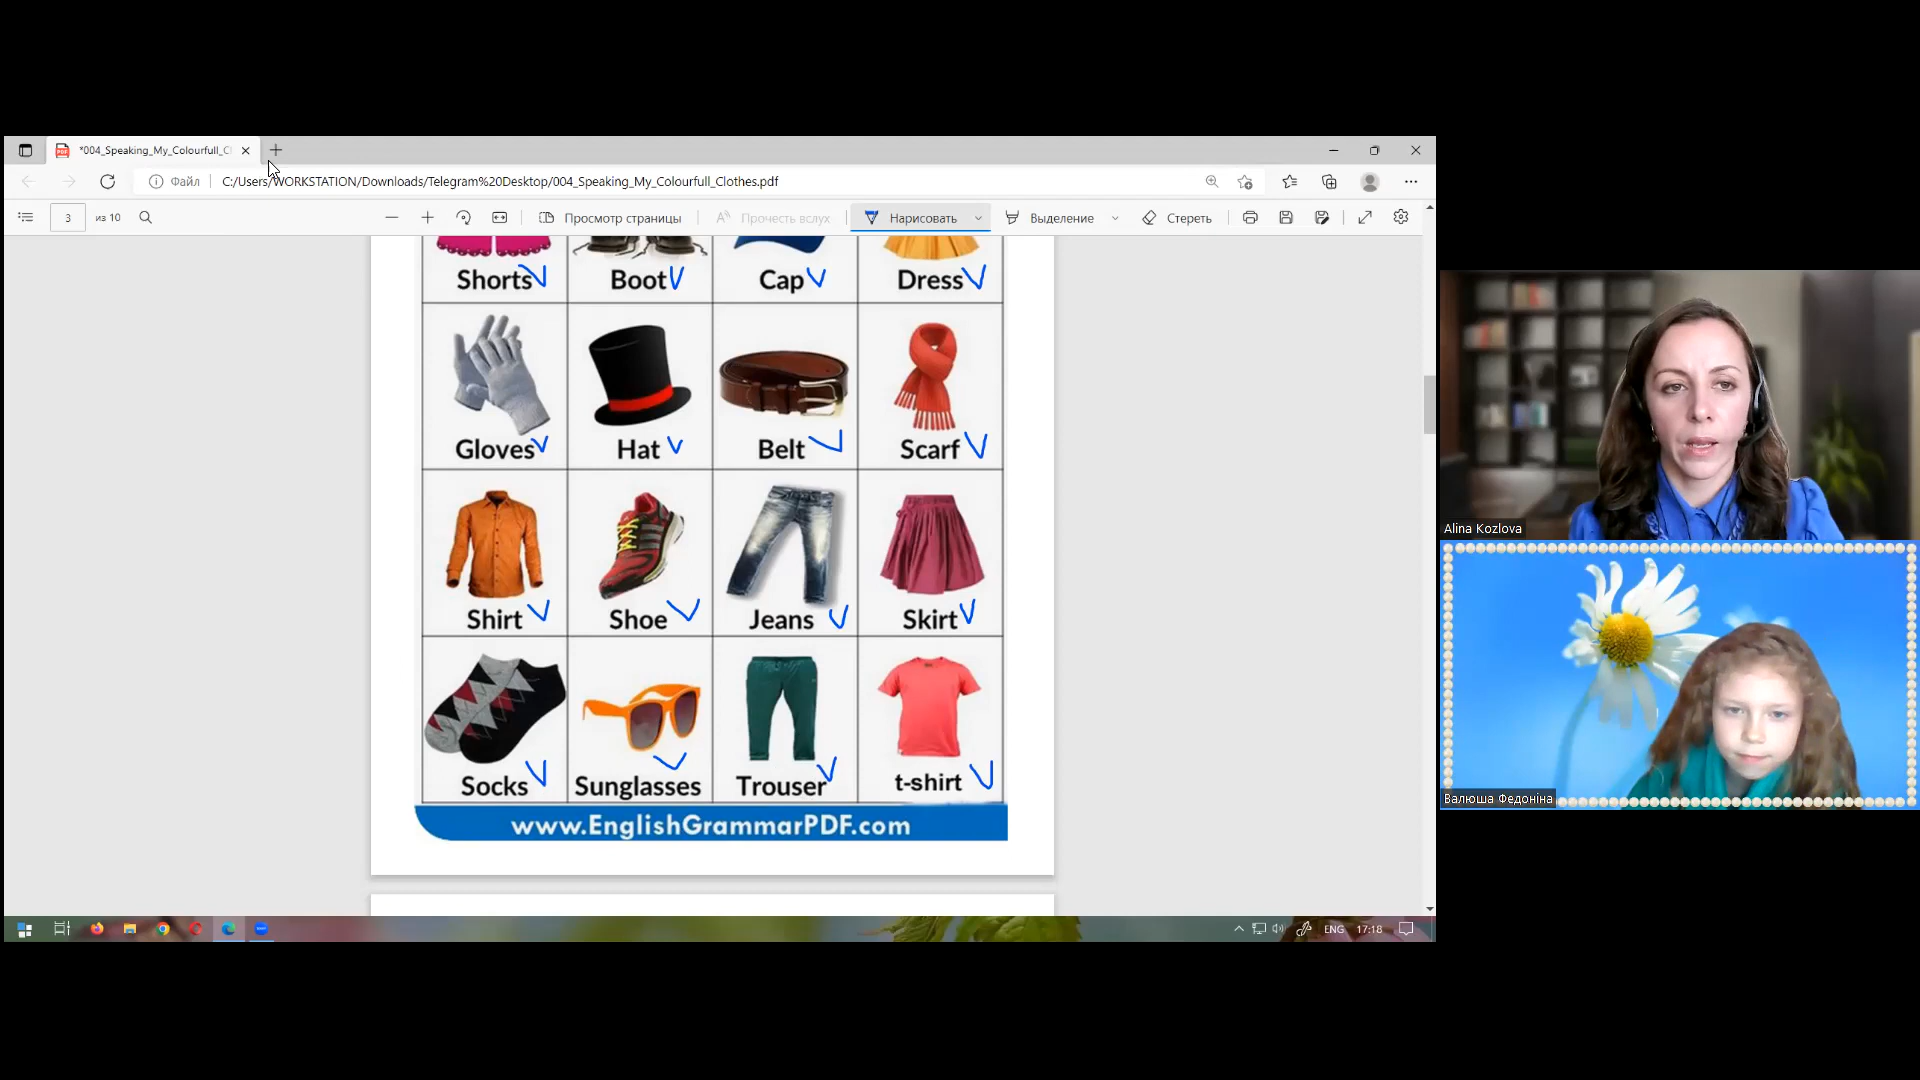 *004_Speaking_My_Colourfull_C
Файл
C:/Users/WORKSTATION/Downloads/Telegram%20Desktop/004_Speaking_My_Colourfull_Clothes.pdf
3 из 10
Просмотр страницы
Прочесть вслух
Нарисовать
Выделение
Стереть
Shorts Boot Cap Dress
Gloves Hat Belt Scarf
Shirt Shoe Jeans Skirt
Socks Sunglasses Trouser t-shirt
www.EnglishGrammarPDF.com
Alina Kozlova
Валюша Федоніна
ENG 17:18